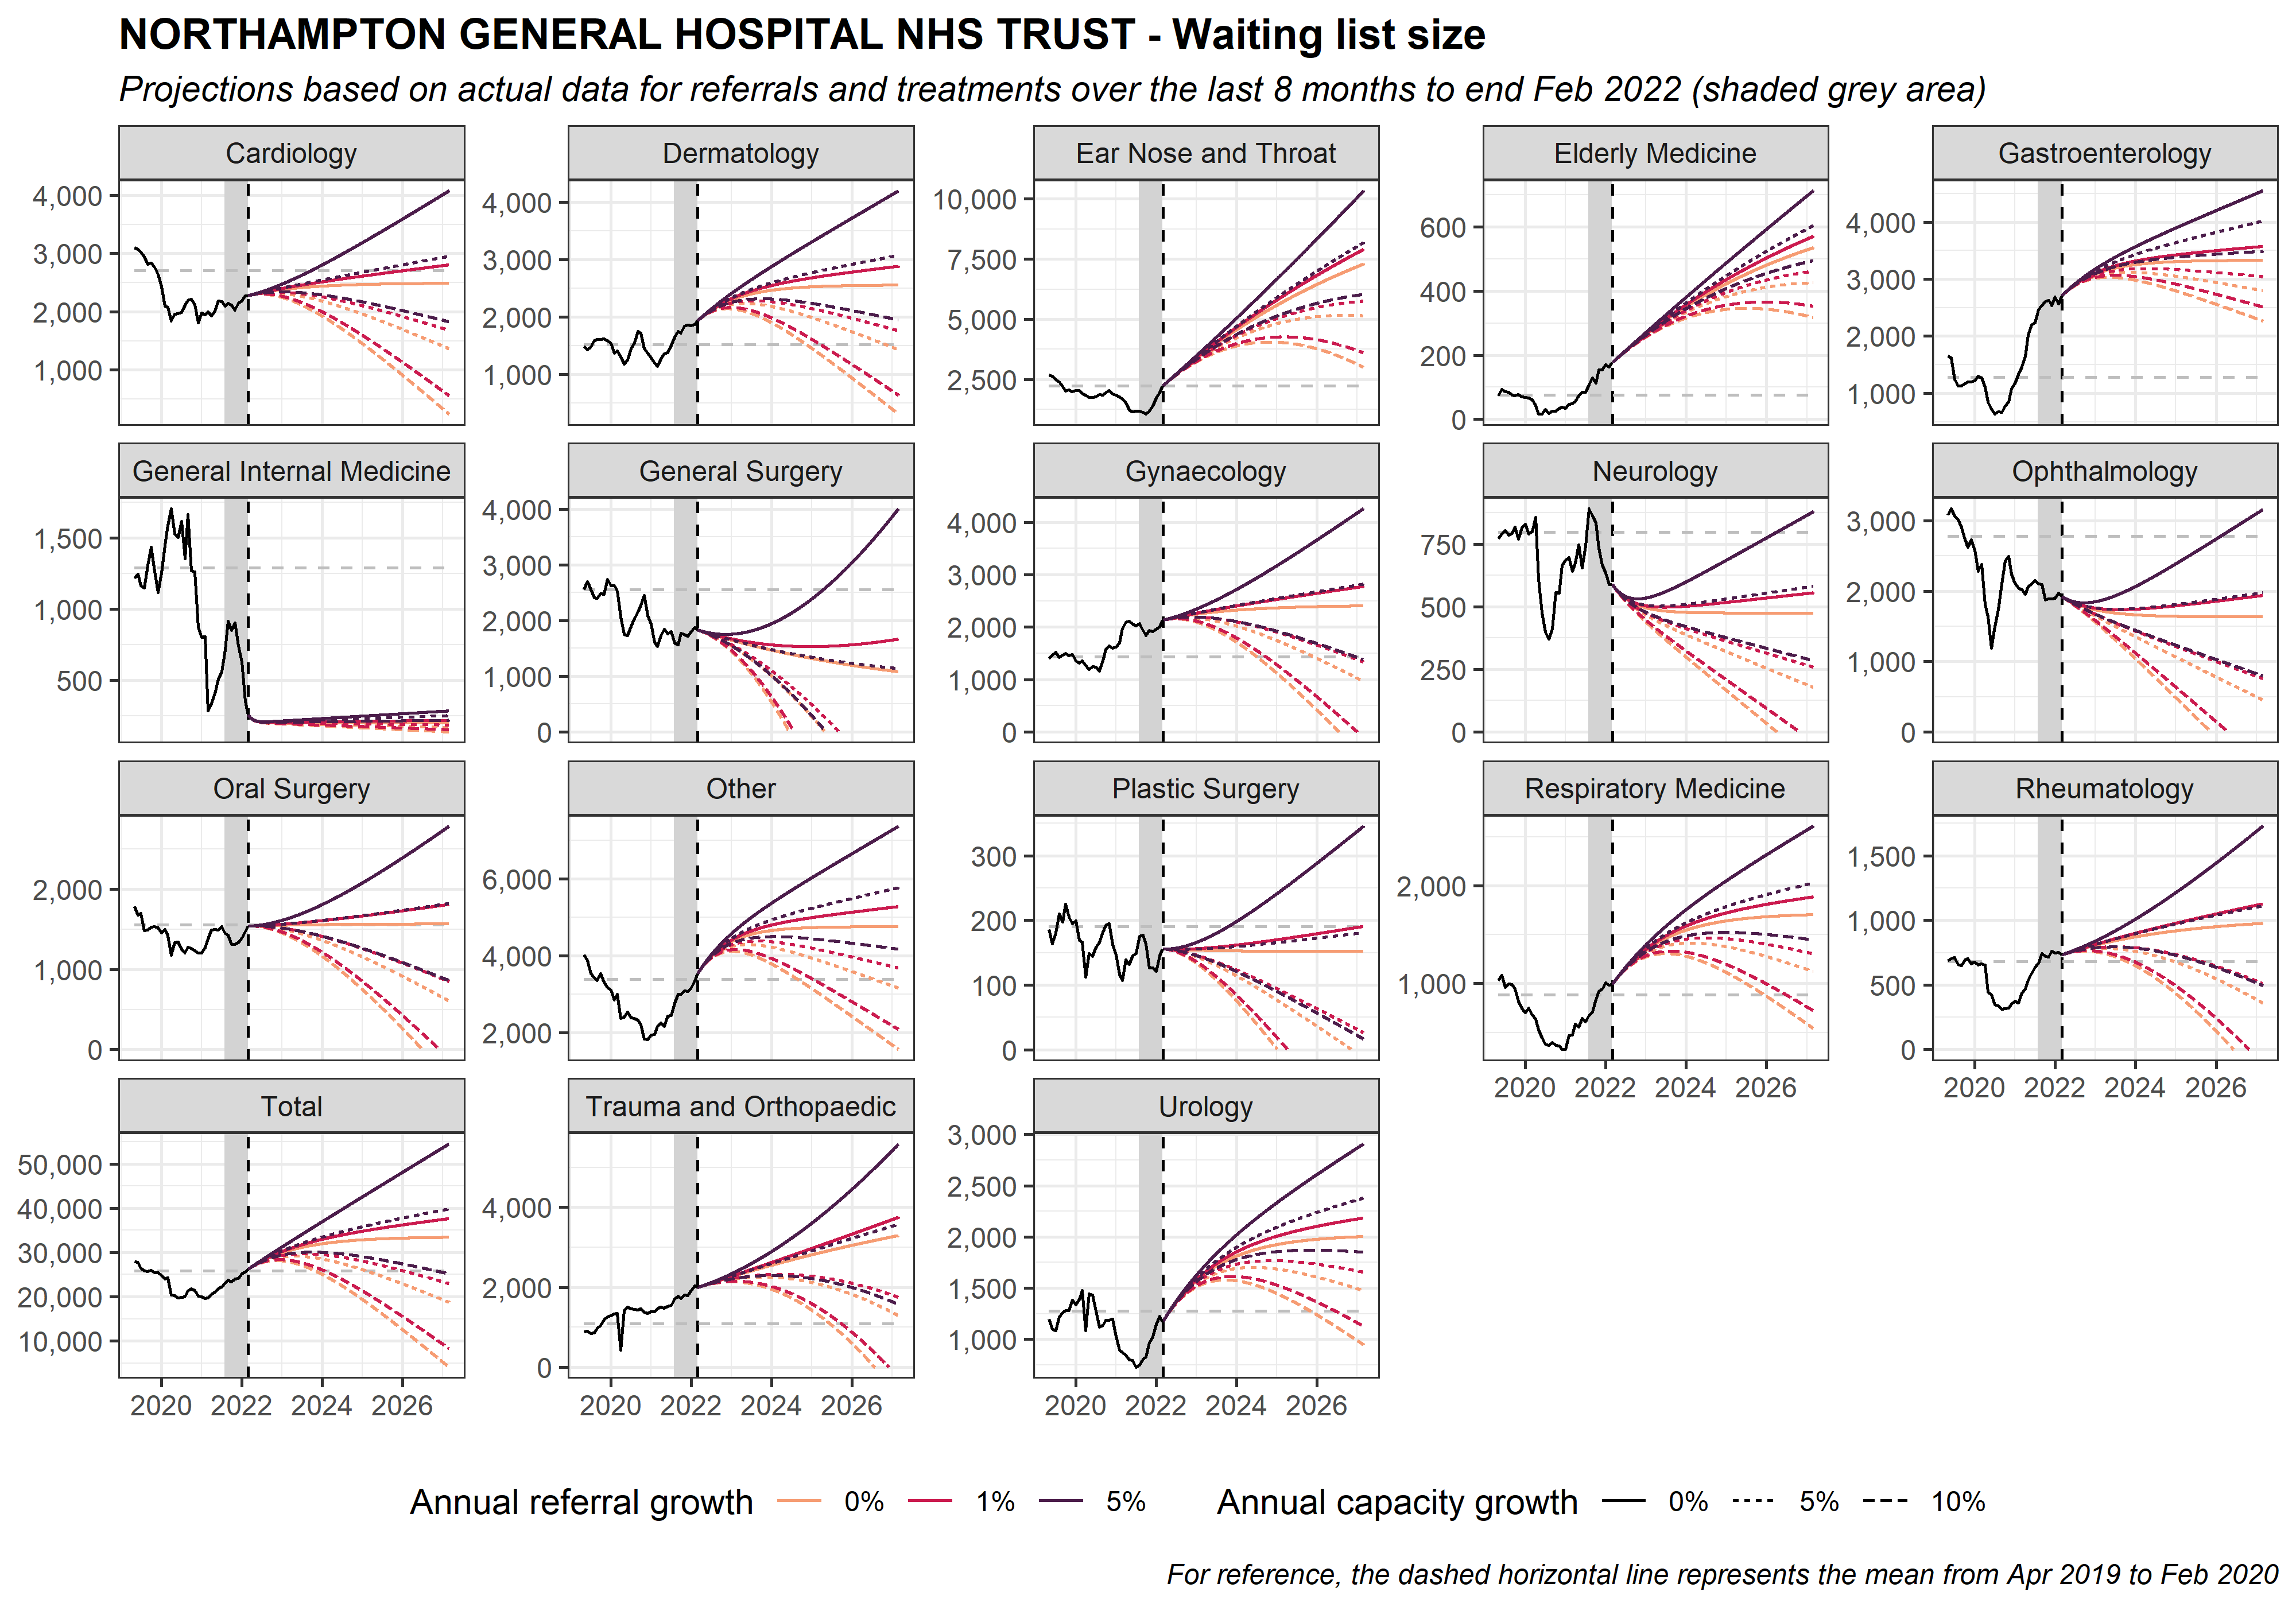 NORTHAMPTON GENERAL HOSPITAL NHS TRUST - Waiting list size
Projections based on actual data for referrals and treatments over the last 8 months to end Feb 2022 (shaded grey area)
Cardiology
4,000
3,000
2,000
1,000
Dermatology
4,000
3,000
2,000
1,000
Ear Nose and Throat
10,000
7,500
5,000
2,500
Elderly Medicine
600
400
200
0
Gastroenterology
4,000
3,000
2,000
1,000
General Internal Medicine
1,500
1,000
500
General Surgery
4,000
3,000
2,000
1,000
0
Gynaecology
4,000
3,000
2,000
1,000
0
Neurology
750
500
250
0
Ophthalmology
3,000
2,000
1,000
0
Oral Surgery
2,000
1,000
0
Other
6,000
4,000
2,000
Plastic Surgery
300
200
100
0
Respiratory Medicine
2,000
1,000
2020 2022 2024 2026
Rheumatology
1,500
1,000
500
0
2020 2022 2024 2026
Total
50,000
40,000
30,000
20,000
10,000
2020 2022 2024 2026
Trauma and Orthopaedic
4,000
2,000
0
2020 2022 2024 2026
Urology
3,000
2,500
2,000
1,500
1,000
2020 2022 2024 2026
Annual referral growth 0% 1% 5% Annual capacity growth 0% 5% 10%
For reference, the dashed horizontal line represents the mean from Apr 2019 to Feb 2020